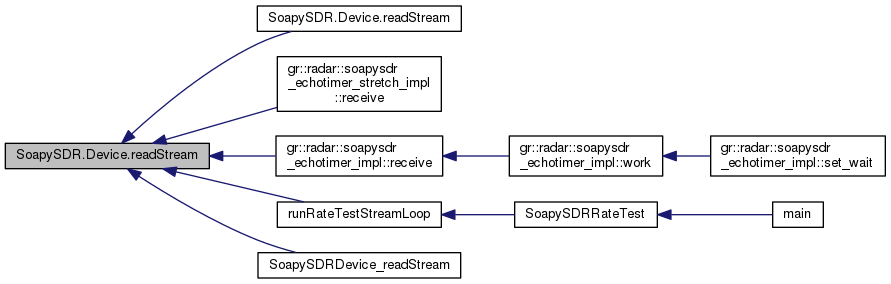 SoapySDR.Device.readStream
gr::radar::soapysdr
_echotimer_stretch_impl
::receive
SoapySDR.Device.readStream
gr::radar::soapysdr
_echotimer_impl::receive
gr::radar::soapysdr
_echotimer_impl::work
gr::radar::soapysdr
_echotimer_impl::set_wait
runRateTestStreamLoop
SoapySDRRateTest
main
SoapySDRDevice_readStream